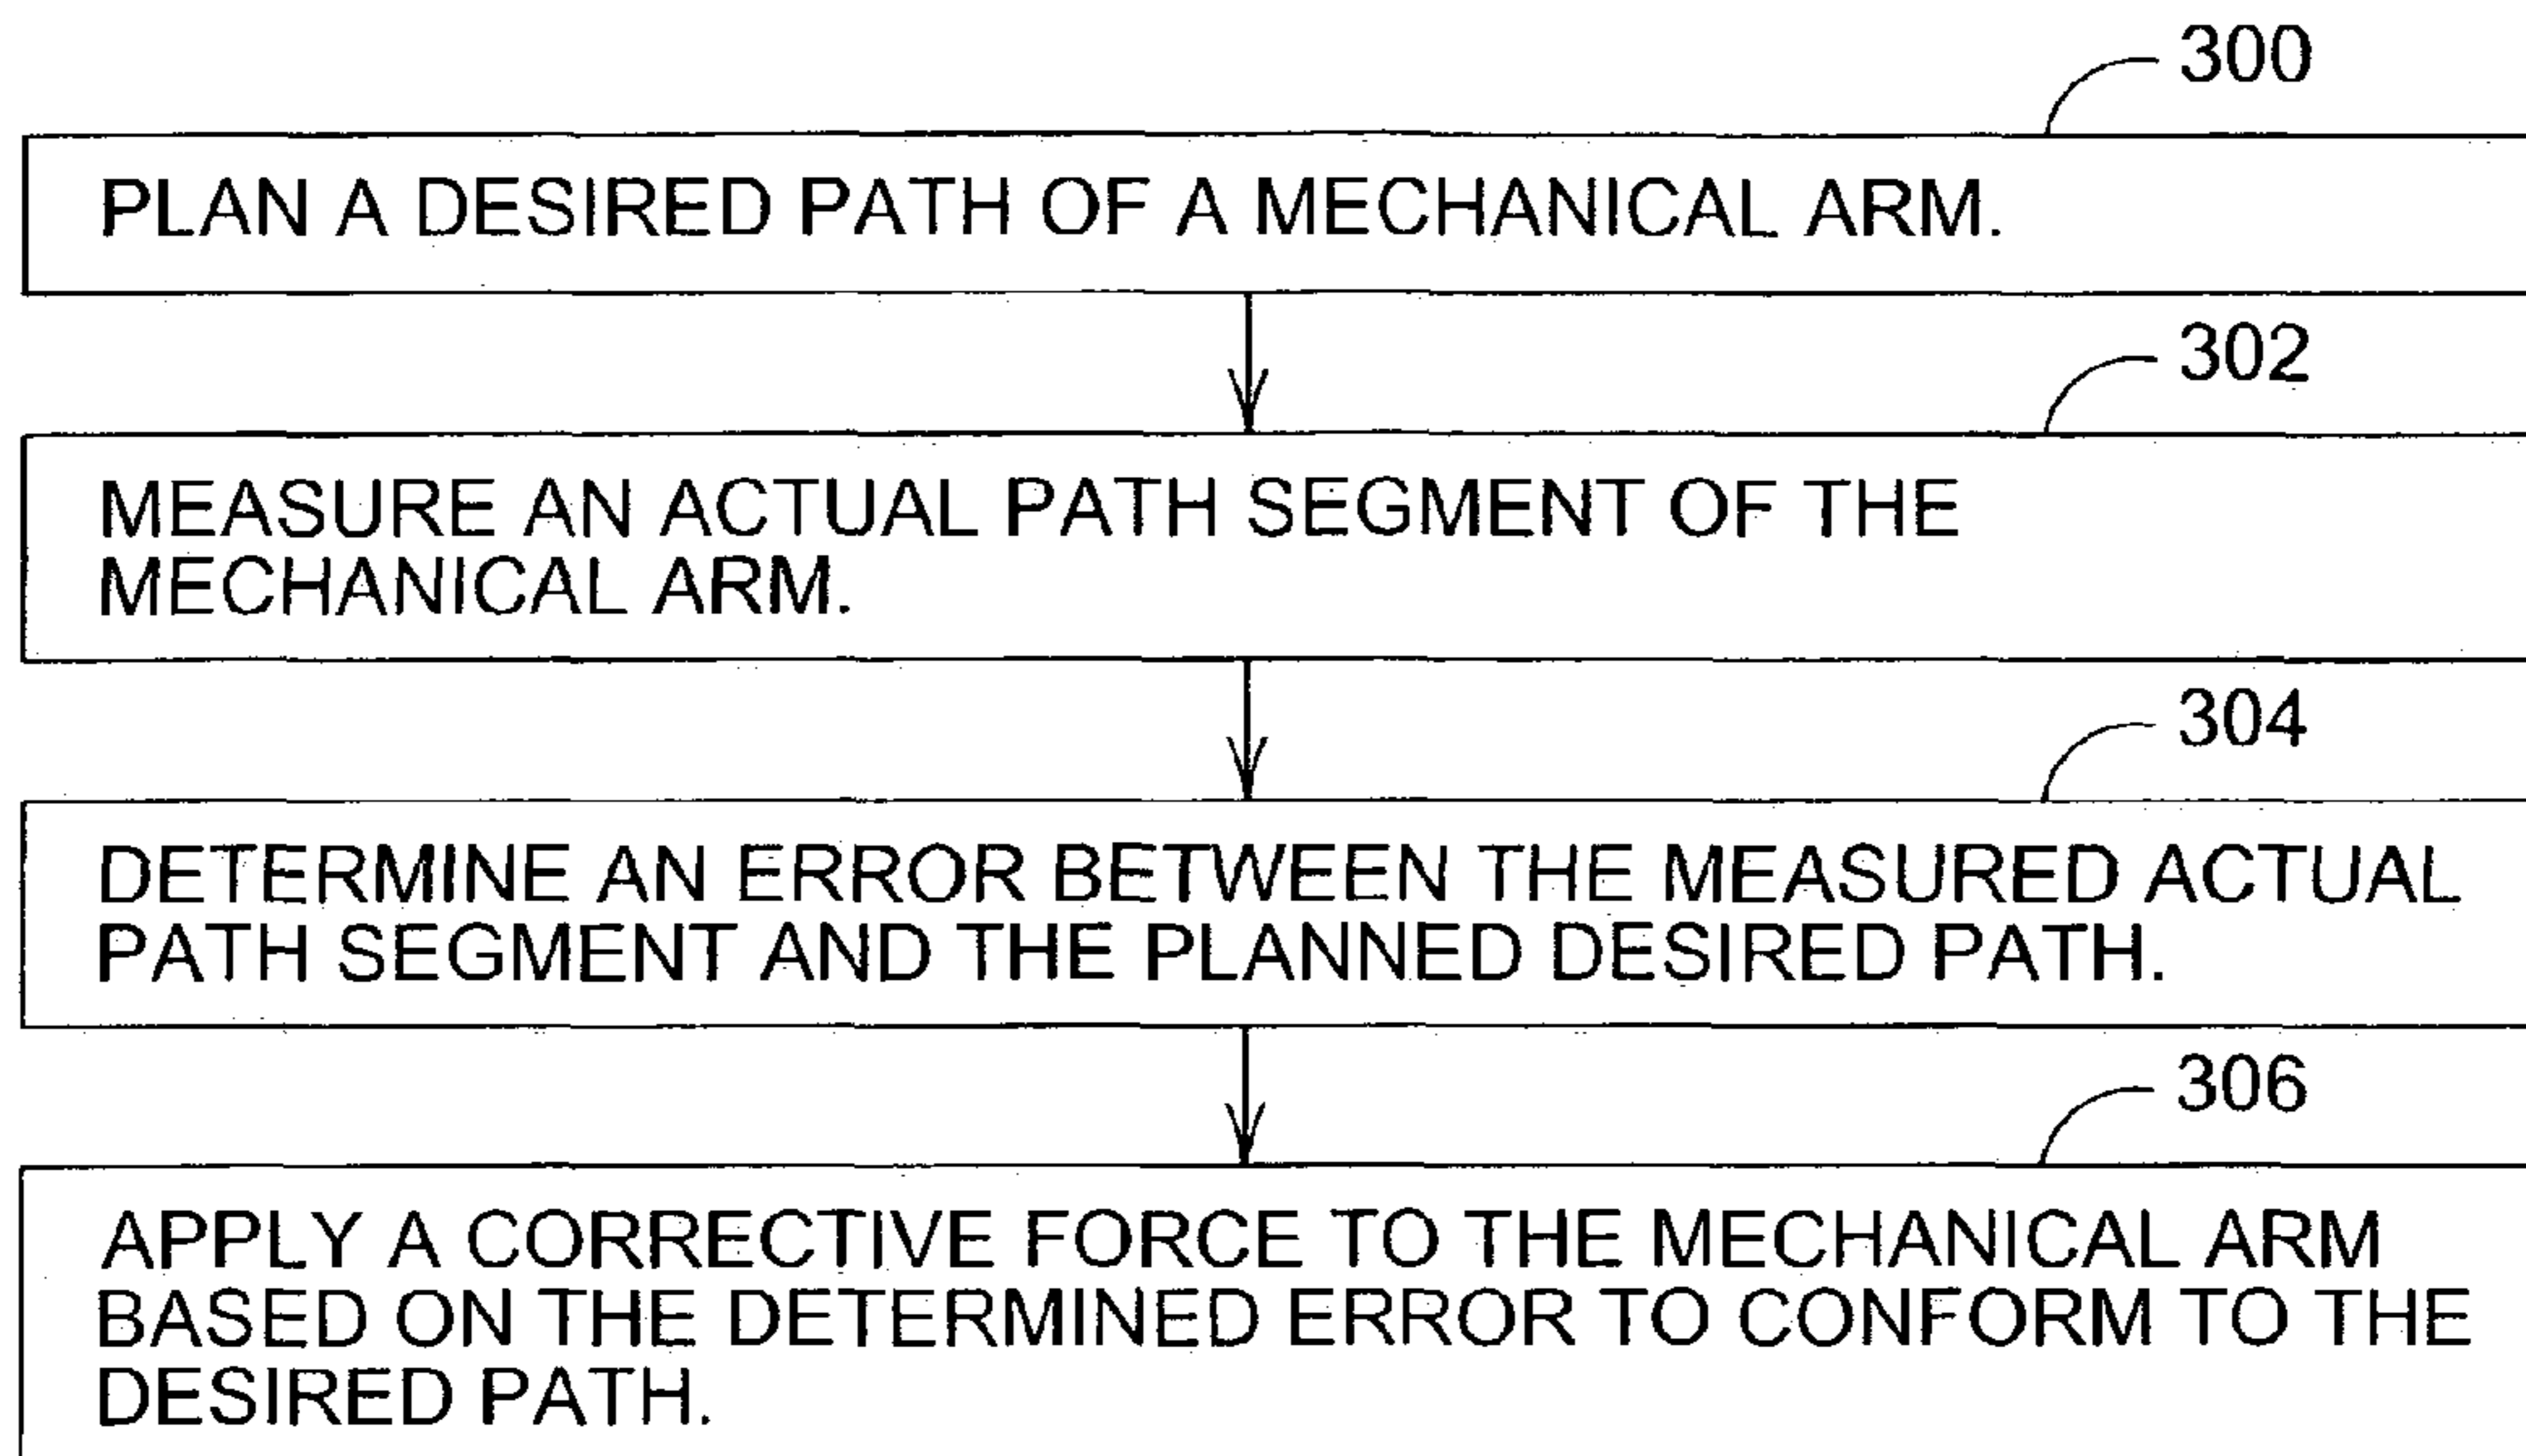 300
PLAN A DESIRED PATH OF A MECHANICAL ARM.
302
MEASURE AN ACTUAL PATH SEGMENT OF THE
MECHANICAL ARM.
304
DETERMINE AN ERROR BETWEEN THE MEASURED ACTUAL
PATH SEGMENT AND THE PLANNED DESIRED PATH.
306
APPLY A CORRECTIVE FORCE TO THE MECHANICAL ARM
BASED ON THE DETERMINED ERROR TO CONFORM TO THE
DESIRED PATH.